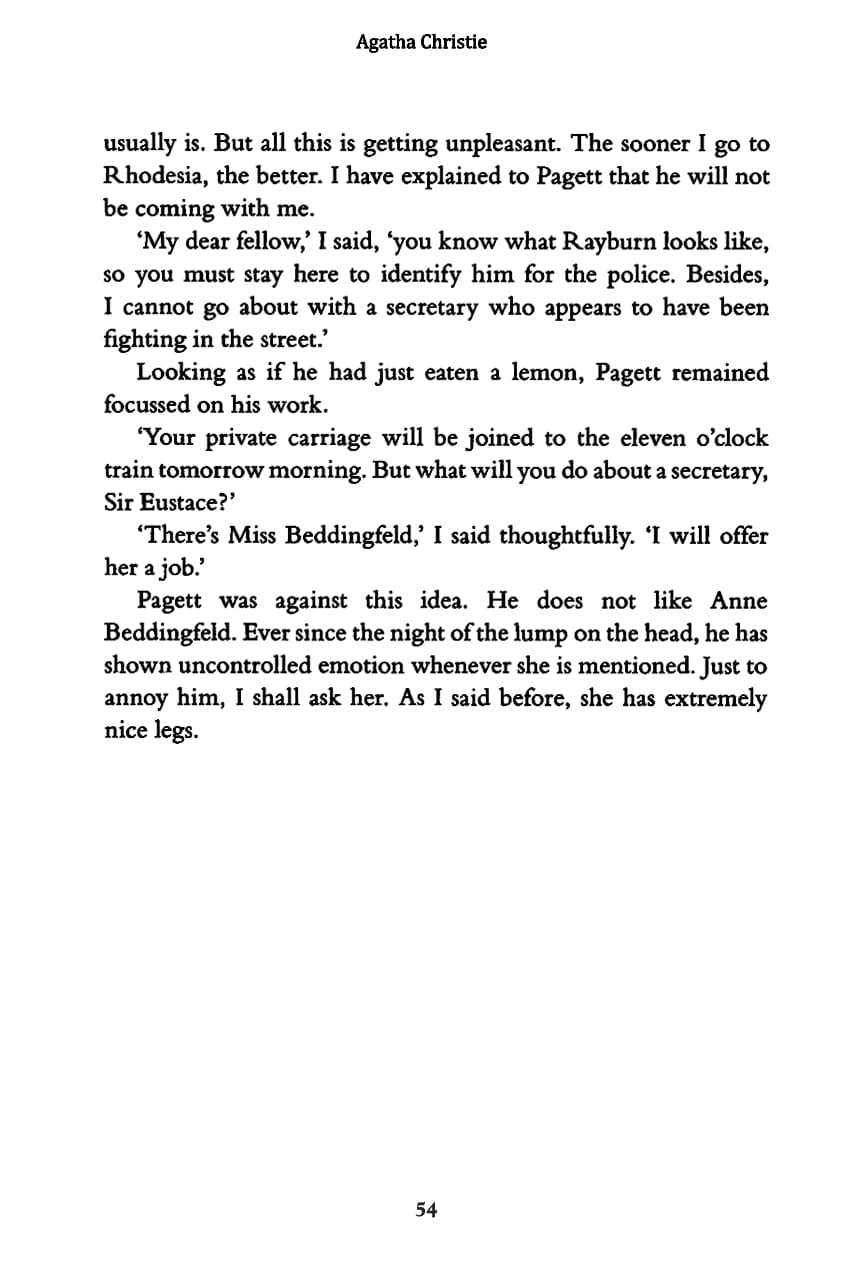 Agatha Christie
usually is. But all this is getting unpleasant. The sooner I go to
Rhodesia, the better. I have explained to Pagett that he will not
be coming with me.
‘My dear fellow,’ I said, ‘you know what Rayburn looks like,
so you must stay here to identify him for the police. Besides,
I cannot go about with a secretary who appears to have been
fighting in the street.’
Looking as if he had just eaten a lemon, Pagett remained
focussed on his work.
‘Your private carriage will be joined to the eleven o’clock
train tomorrow morning. But what will you do about a secretary,
Sir Eustace?’
‘There’s Miss Beddingfeld,’ I said thoughtfully. ‘I will offer
her a job.’
Pagett was against this idea. He does not like Anne
Beddingfeld. Ever since the night of the lump on the head, he has
shown uncontrolled emotion whenever she is mentioned. Just to
annoy him, I shall ask her. As I said before, she has extremely
nice legs.
54